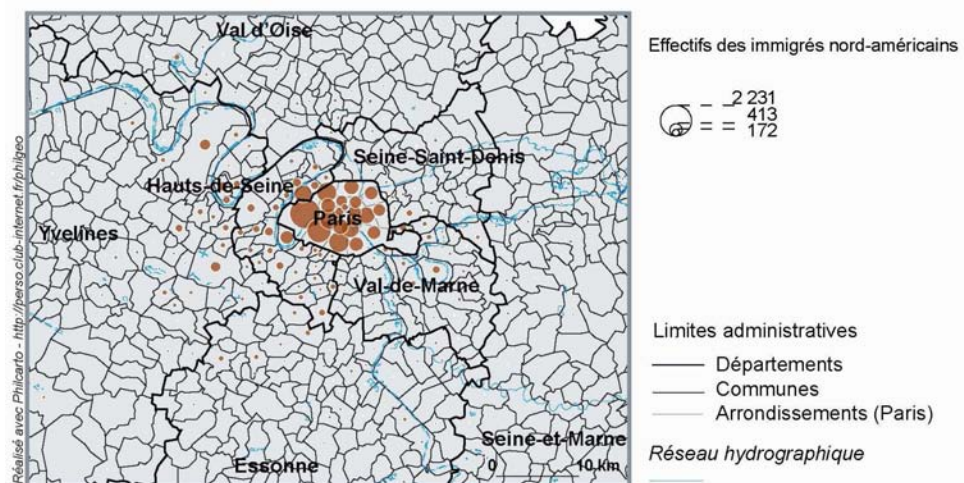 Val d'Oise
Effectifs des immigrés nord-américains
2 231
413
172
Seine-Saint-Denis
Hauts-de-Seine
Paris
Yvelines
Val-de-Marne
Limites administratives
Départements
Communes
Arrondissements (Paris)
Seine-et-Marne
Réseau hydrographique
Essonne
0 10 km
Réalisé avec Philcarto - http://perso.club-internet.fr/philgeo